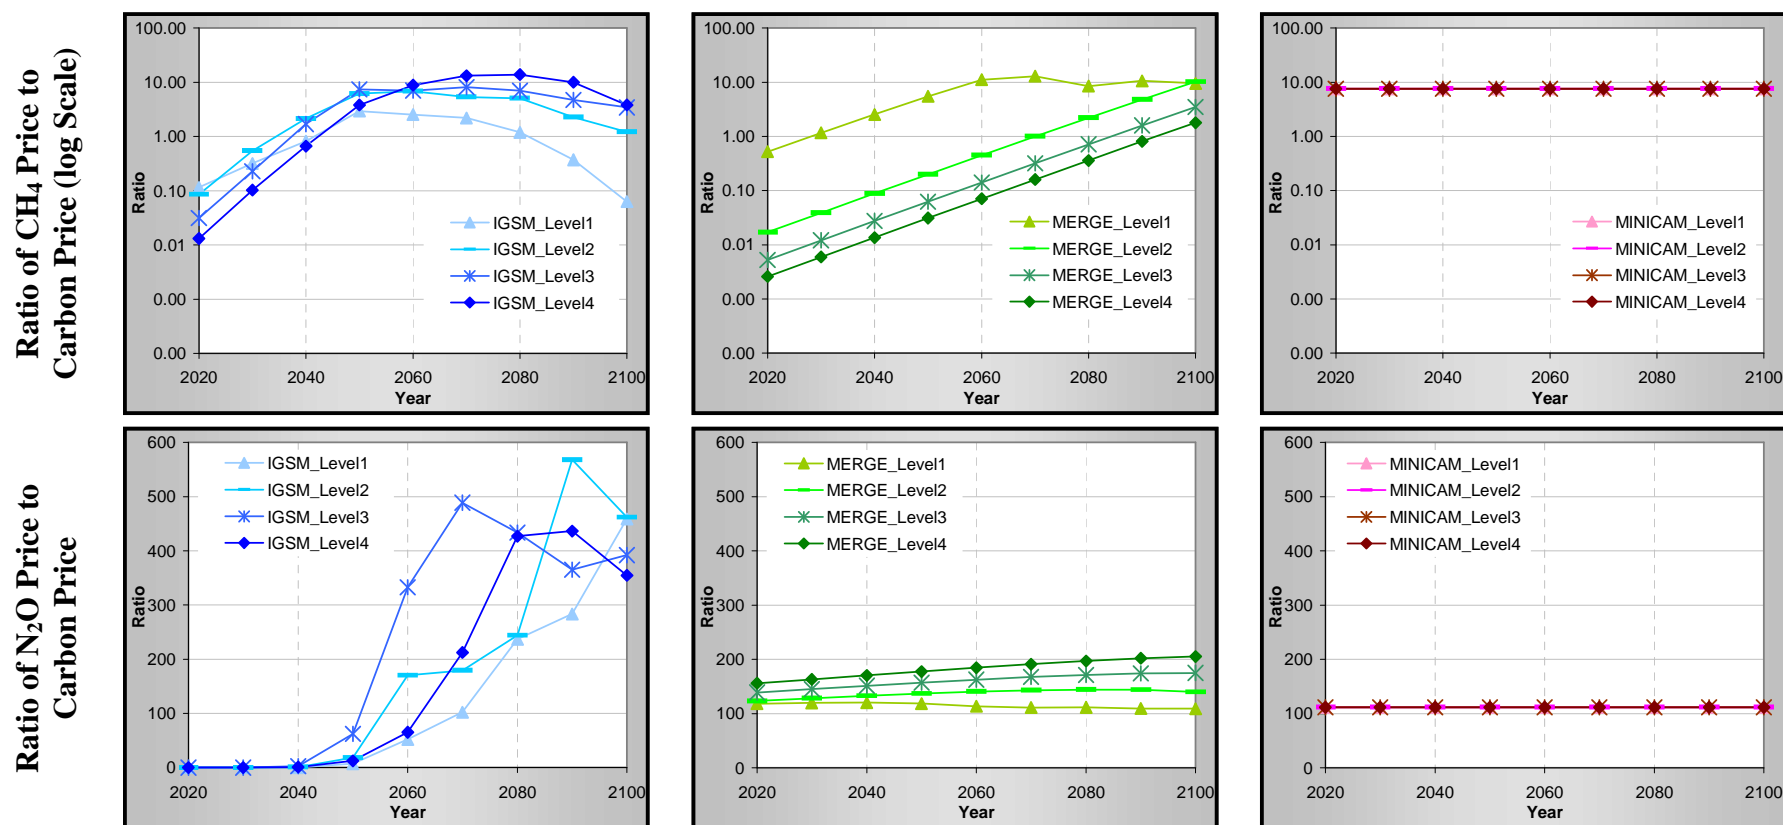 Ratio of CH4 Price to
Carbon Price (log Scale)
100.00
10.00
1.00
0.10
0.01
0.00
0.00
Ratio
IGSM_Level1
IGSM_Level2
IGSM_Level3
IGSM_Level4
2020 2040 2060 2080 2100
Year
100.00
10.00
1.00
0.10
0.01
0.00
0.00
Ratio
MERGE_Level1
MERGE_Level2
MERGE_Level3
MERGE_Level4
2020 2040 2060 2080 2100
Year
100.00
10.00
1.00
0.10
0.01
0.00
0.00
Ratio
MINICAM_Level1
MINICAM_Level2
MINICAM_Level3
MINICAM_Level4
2020 2040 2060 2080 2100
Year
Ratio of N2O Price to
Carbon Price
600
500
400
300
200
100
0
Ratio
IGSM_Level1
IGSM_Level2
IGSM_Level3
IGSM_Level4
2020 2040 2060 2080 2100
Year
600
500
400
300
200
100
0
Ratio
MERGE_Level1
MERGE_Level2
MERGE_Level3
MERGE_Level4
2020 2040 2060 2080 2100
Year
600
500
400
300
200
100
0
Ratio
MINICAM_Level1
MINICAM_Level2
MINICAM_Level3
MINICAM_Level4
2020 2040 2060 2080 2100
Year